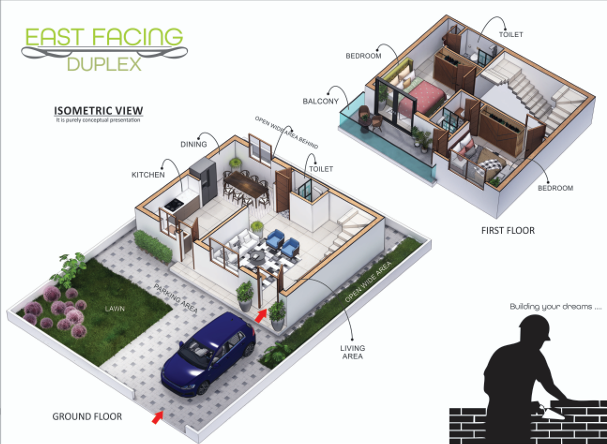 EAST FACING
DUPLEX
ISOMETRIC VIEW
It is purely conceptual presentation
TOILET
BEDROOM
BALCONY
BEDROOM
FIRST FLOOR
OPEN WIDE AREA BEHIND
DINING
KITCHEN
TOILET
LAWN
PARKING AREA
OPEN WIDE AREA
LIVING
AREA
GROUND FLOOR
Building your dreams ....